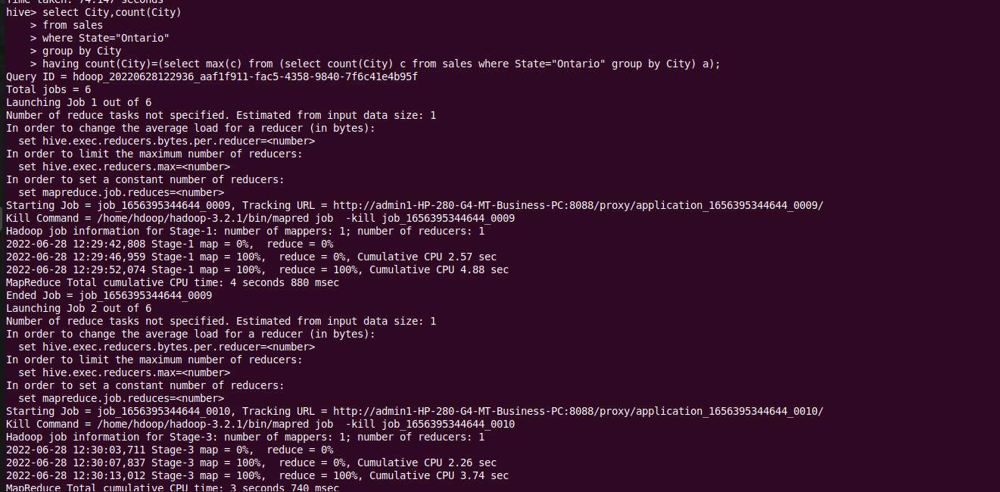 Time taken: 74.147 seconds
hive> select City,count(City)
    > from sales
    > where State="Ontario"
    > group by City
    > having count(City)=(select max(c) from (select count(City) c from sales where State="Ontario" group by City) a);
Query ID = hdoop_20220628122936_aaf1f911-fac5-4358-9840-7f6c41e4b95f
Total jobs = 6
Launching Job 1 out of 6
Number of reduce tasks not specified. Estimated from input data size: 1
In order to change the average load for a reducer (in bytes):
  set hive.exec.reducers.bytes.per.reducer=<number>
In order to limit the maximum number of reducers:
  set hive.exec.reducers.max=<number>
In order to set a constant number of reducers:
  set mapreduce.job.reduces=<number>
Starting Job = job_1656395344644_0009, Tracking URL = http://admin1-HP-280-G4-MT-Business-PC:8088/proxy/application_1656395344644_0009/
Kill Command = /home/hdoop/hadoop-3.2.1/bin/mapred job  -kill job_1656395344644_0009
Hadoop job information for Stage-1: number of mappers: 1; number of reducers: 1
2022-06-28 12:29:42,808 Stage-1 map = 0%,  reduce = 0%
2022-06-28 12:29:46,959 Stage-1 map = 100%,  reduce = 0%, Cumulative CPU 2.57 sec
2022-06-28 12:29:52,074 Stage-1 map = 100%,  reduce = 100%, Cumulative CPU 4.88 sec
MapReduce Total cumulative CPU time: 4 seconds 880 msec
Ended Job = job_1656395344644_0009
Launching Job 2 out of 6
Number of reduce tasks not specified. Estimated from input data size: 1
In order to change the average load for a reducer (in bytes):
  set hive.exec.reducers.bytes.per.reducer=<number>
In order to limit the maximum number of reducers:
  set hive.exec.reducers.max=<number>
In order to set a constant number of reducers:
  set mapreduce.job.reduces=<number>
Starting Job = job_1656395344644_0010, Tracking URL = http://admin1-HP-280-G4-MT-Business-PC:8088/proxy/application_1656395344644_0010/
Kill Command = /home/hdoop/hadoop-3.2.1/bin/mapred job  -kill job_1656395344644_0010
Hadoop job information for Stage-3: number of mappers: 1; number of reducers: 1
2022-06-28 12:30:03,711 Stage-3 map = 0%,  reduce = 0%
2022-06-28 12:30:07,837 Stage-3 map = 100%,  reduce = 0%, Cumulative CPU 2.26 sec
2022-06-28 12:30:13,012 Stage-3 map = 100%,  reduce = 100%, Cumulative CPU 3.74 sec
MapReduce Total cumulative CPU time: 3 seconds 740 msec